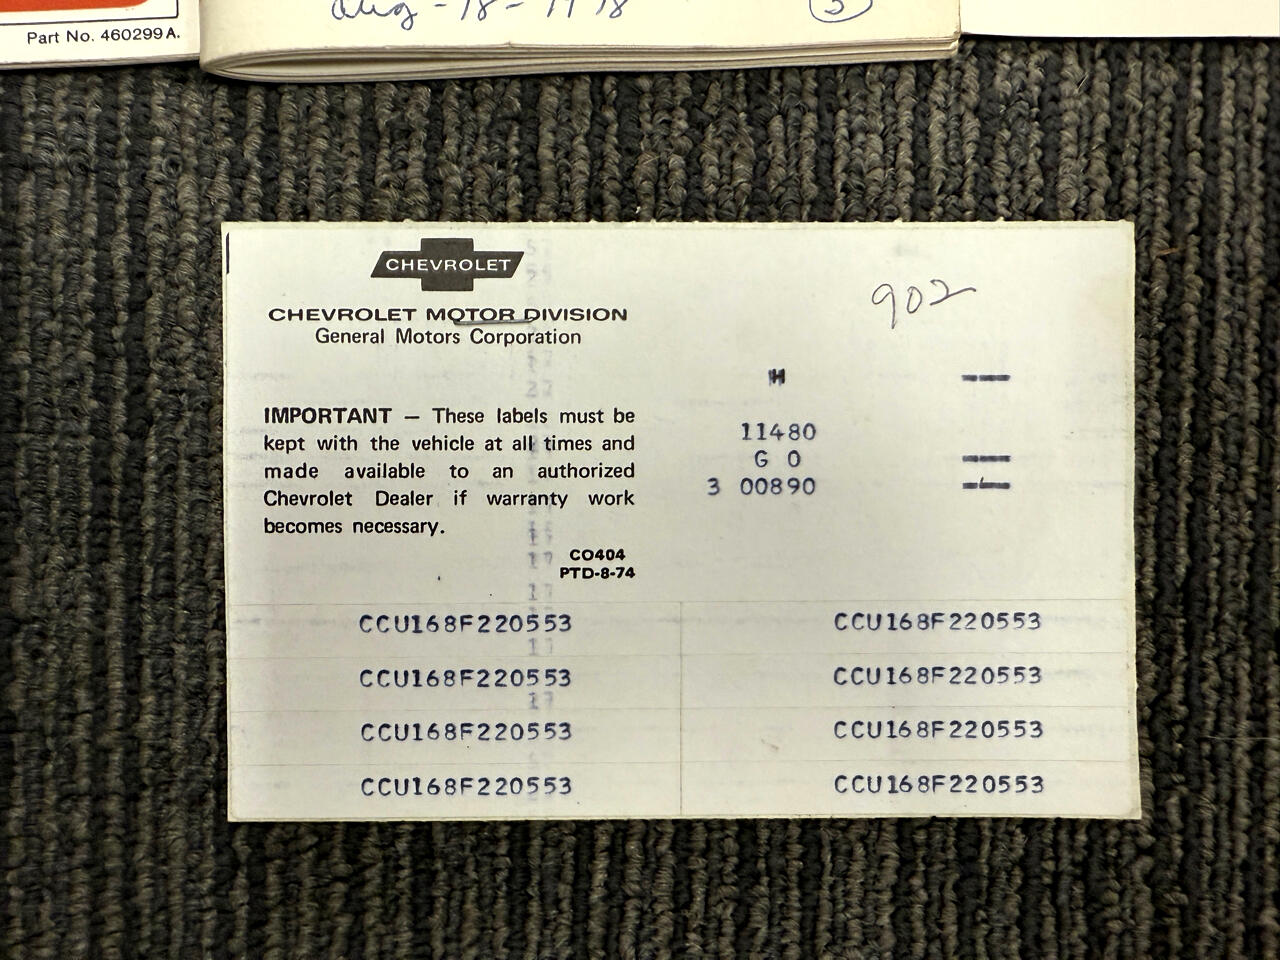 Part No. 460299A.
Aug-18-1978
3
CHEVROLET
CHEVROLET MOTOR DIVISION
General Motors Corporation
902
H
IMPORTANT — These labels must be
kept with the vehicle at all times and
made available to an authorized
Chevrolet Dealer if warranty work
becomes necessary.
CO404
PTD-8-74
11480
G 0
3 00890
CCU168F220553 CCU168F220553
CCU168F220553 CCU168F220553
CCU168F220553 CCU168F220553
CCU168F220553 CCU168F220553